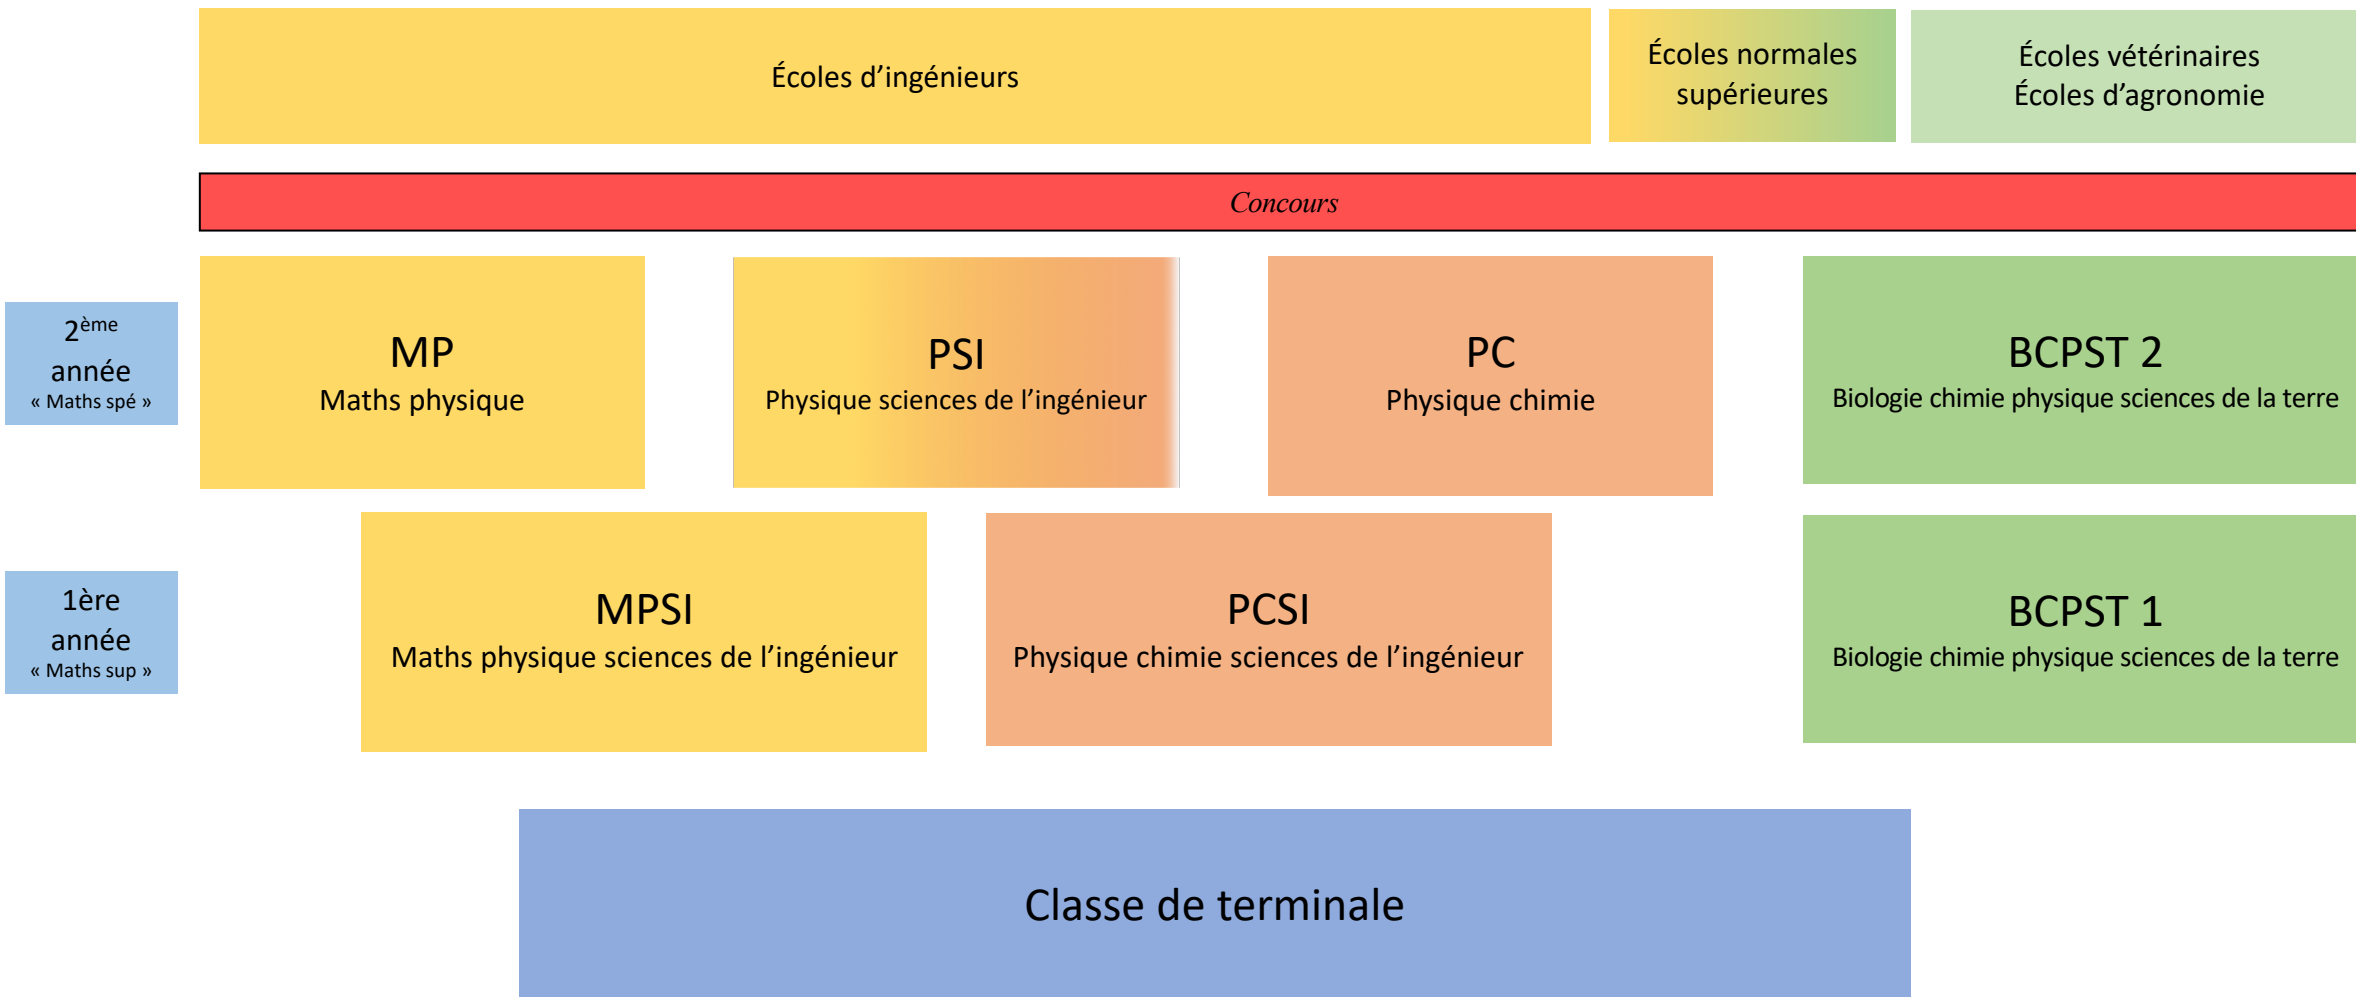 Écoles d’ingénieurs
Écoles normales
supérieures
Écoles vétérinaires
Écoles d’agronomie
Concours
2ème
année
« Maths spé »
MP
Maths physique
PSI
Physique sciences de l’ingénieur
PC
Physique chimie
BCPST 2
Biologie chimie physique sciences de la terre
1ère
année
« Maths sup »
MPSI
Maths physique sciences de l’ingénieur
PCSI
Physique chimie sciences de l’ingénieur
BCPST 1
Biologie chimie physique sciences de la terre
Classe de terminale